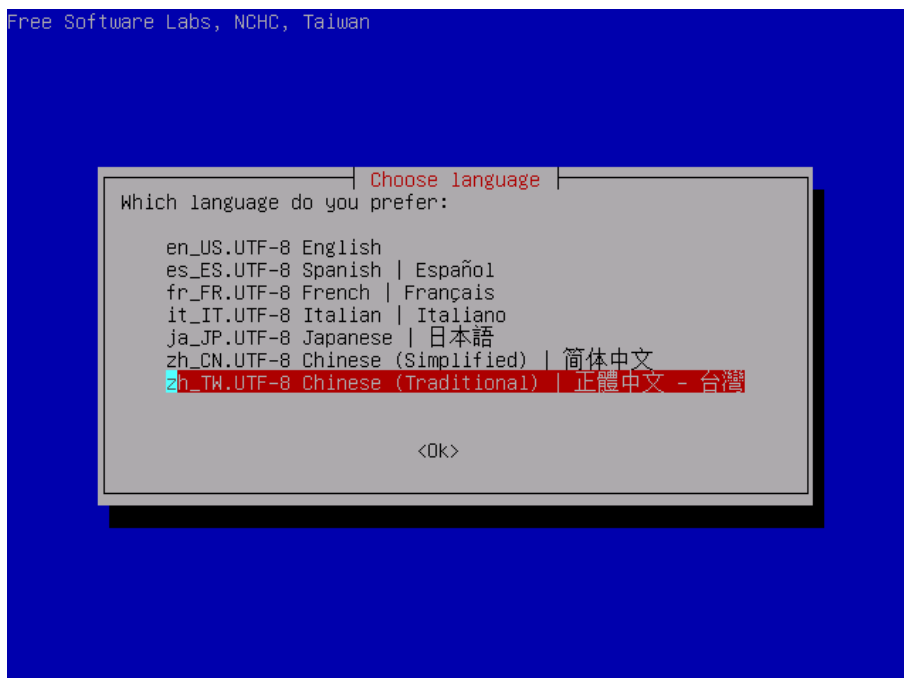 Free Software Labs, NCHC, Taiwan
Choose language
Which language do you prefer:
en_US.UTF-8 English
es_ES.UTF-8 Spanish | Español
fr_FR.UTF-8 French | Français
it_IT.UTF-8 Italian | Italiano
ja_JP.UTF-8 Japanese | 日本語
zh_CN.UTF-8 Chinese (Simplified) | 简体中文
zh_TW.UTF-8 Chinese (Traditional) | 正體中文 - 台灣
<Ok>